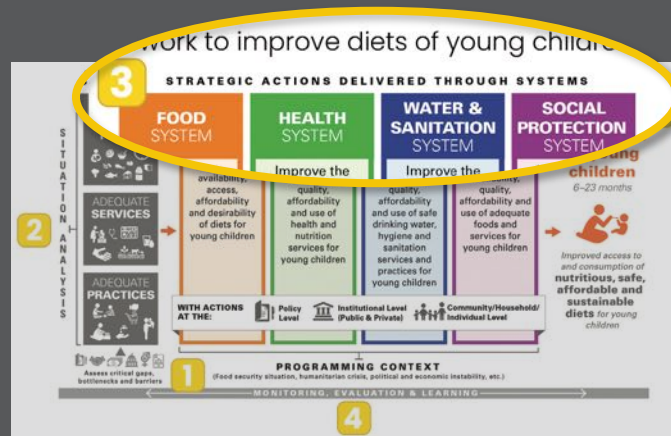 work to improve diets of young childre
3
STRATEGIC ACTIONS DELIVERED THROUGH SYSTEMS
FOOD
SYSTEM
HEALTH
SYSTEM
WATER &
SANITATION
SYSTEM
SOCIAL
PROTECTION
SYSTEM
Improve the
Improve the
availability,
access,
affordability
and desirability
of diets for
young children
quality,
affordability
and use of
health and
nutrition
services for
young children
quality,
affordability
and use of safe
drinking water,
hygiene and
sanitation
services and
practices for
young children
quality,
affordability and
use of adequate
foods and
services for
young children
SITUATION ANALYSIS
2
ADEQUATE
SERVICES
ADEQUATE
PRACTICES
Assess critical gaps,
bottlenecks and barriers
children
6–23 months
Improved access to
and consumption of
nutritious, safe,
affordable and
sustainable
diets for young
children
WITH ACTIONS
AT THE:
Policy
Level
Institutional Level
(Public & Private)
Community/Household/
Individual Level
1
PROGRAMMING CONTEXT
(Food security situation, humanitarian crisis, political and economic instability, etc.)
MONITORING, EVALUATION & LEARNING
4